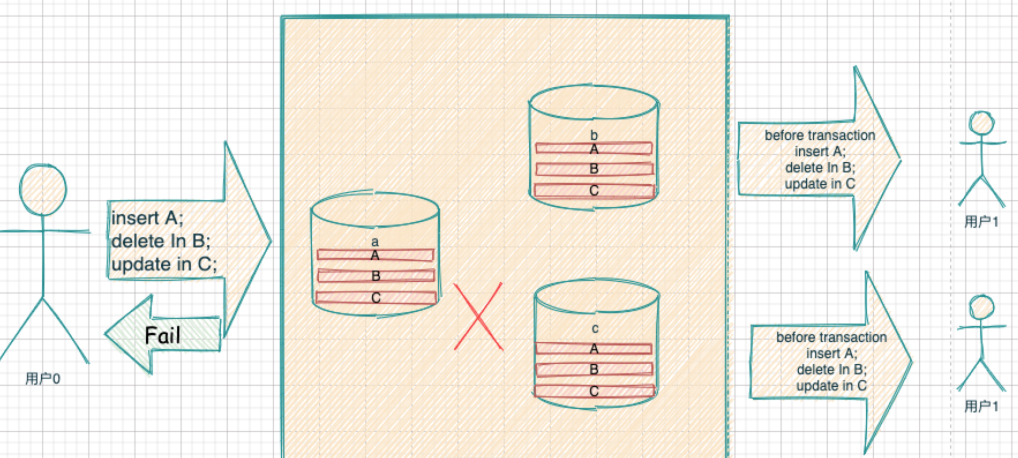 insert A;
delete In B;
update in C;
Fail
用户0
a
A
B
C
b
A
B
C
c
A
B
C
before transaction
insert A;
delete In B;
update in C
用户1
before transaction
insert A;
delete In B;
update in C
用户1